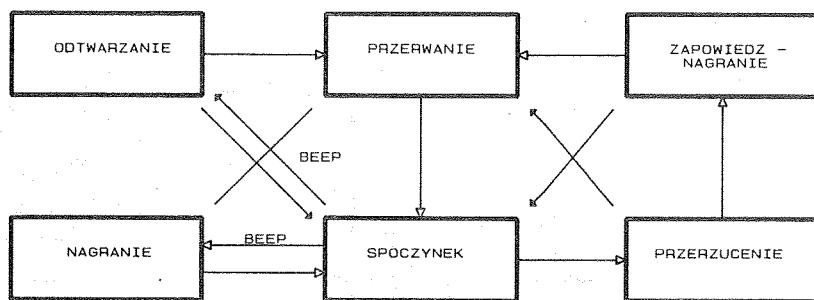 ODTWARZANIE
PRZERWANIE
ZAPOWIEDZ –
NAGRANIE
BEEP
BEEP
NAGRANIE
SPOCZYNEK
PRZERZUCENIE